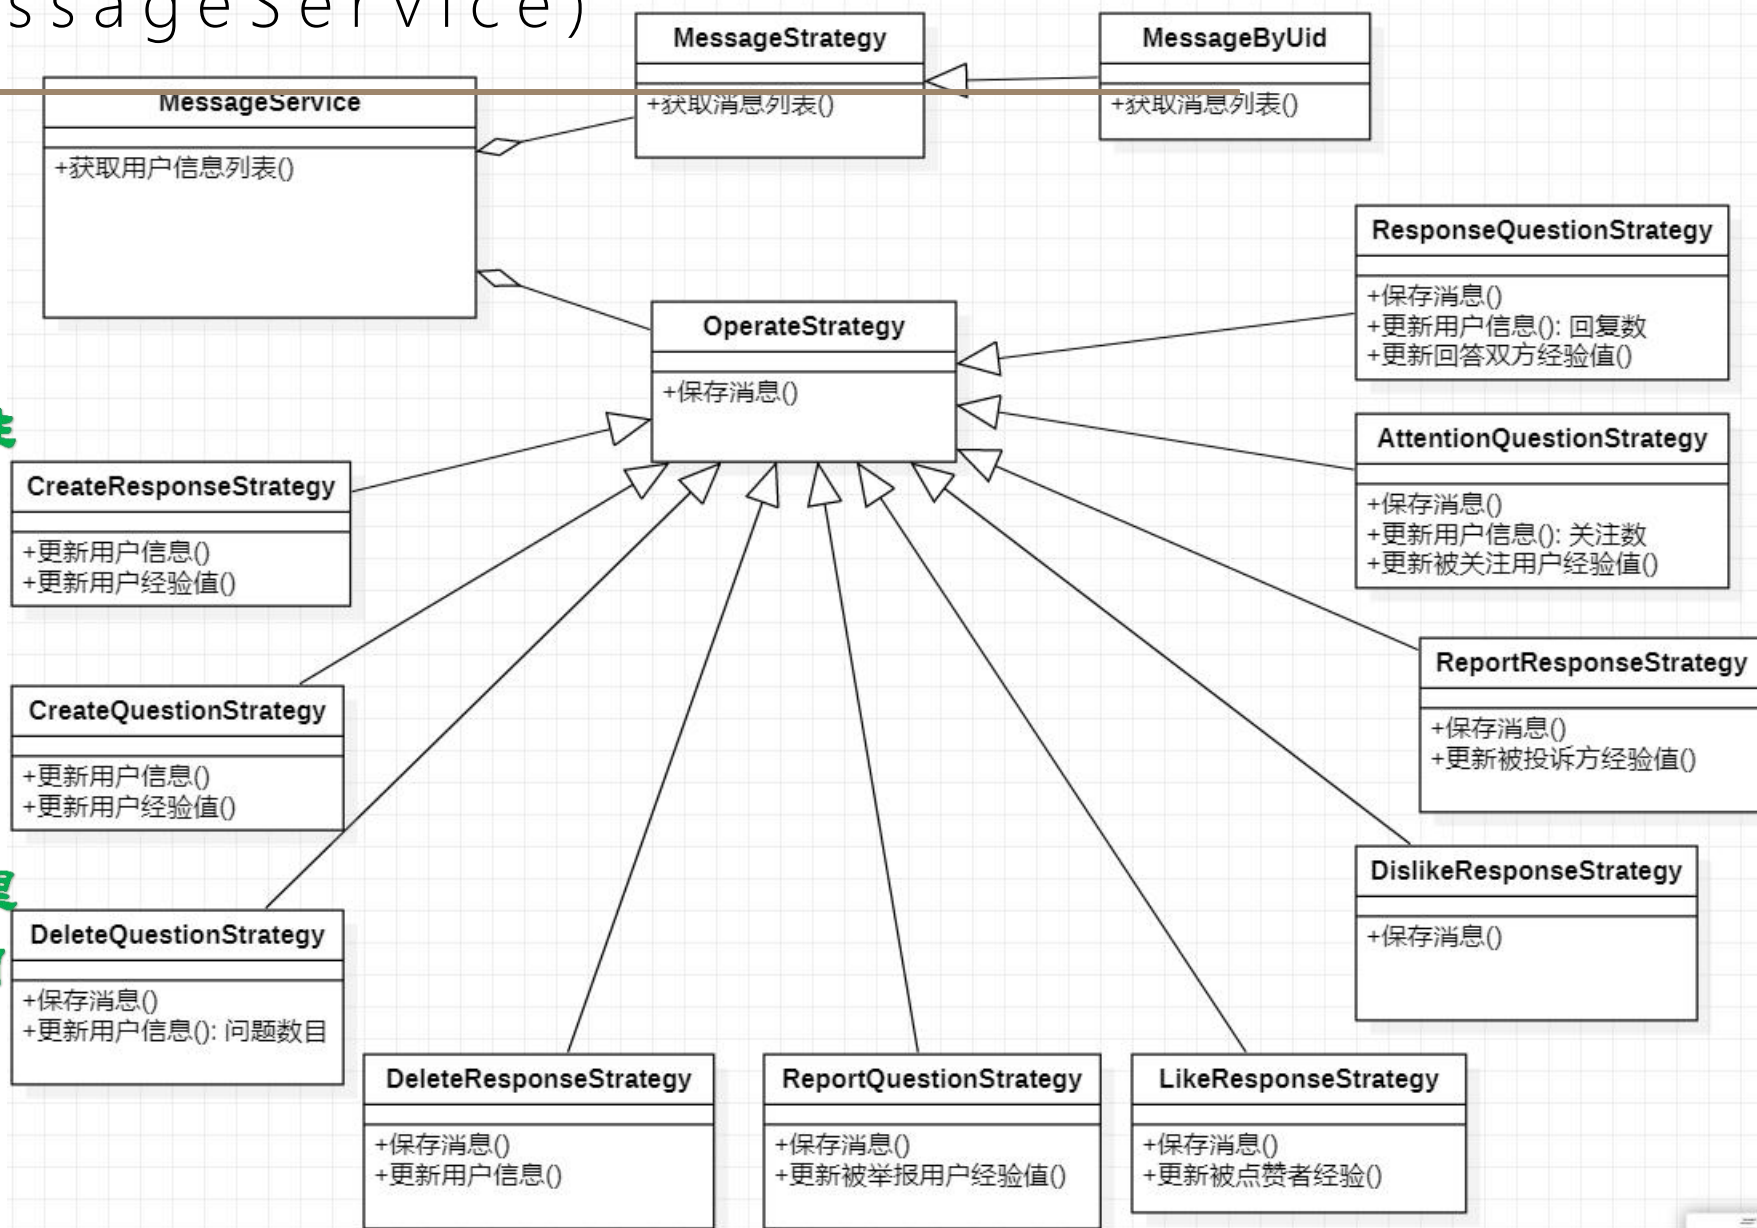 ssageService)
MessageStrategy
+获取消息列表()
MessageByUid
+获取消息列表()
MessageService
+获取用户信息列表()
ResponseQuestionStrategy
+保存消息()
+更新用户信息(): 回复数
+更新回答双方经验值()
OperateStrategy
+保存消息()
AttentionQuestionStrategy
+保存消息()
+更新用户信息(): 关注数
+更新被关注用户经验值()
CreateResponseStrategy
+更新用户信息()
+更新用户经验值()
ReportResponseStrategy
+保存消息()
+更新被投诉方经验值()
CreateQuestionStrategy
+更新用户信息()
+更新用户经验值()
DislikeResponseStrategy
+保存消息()
DeleteQuestionStrategy
+保存消息()
+更新用户信息(): 问题数目
DeleteResponseStrategy
+保存消息()
+更新用户信息()
ReportQuestionStrategy
+保存消息()
+更新被举报用户经验值()
LikeResponseStrategy
+保存消息()
+更新被点赞者经验()